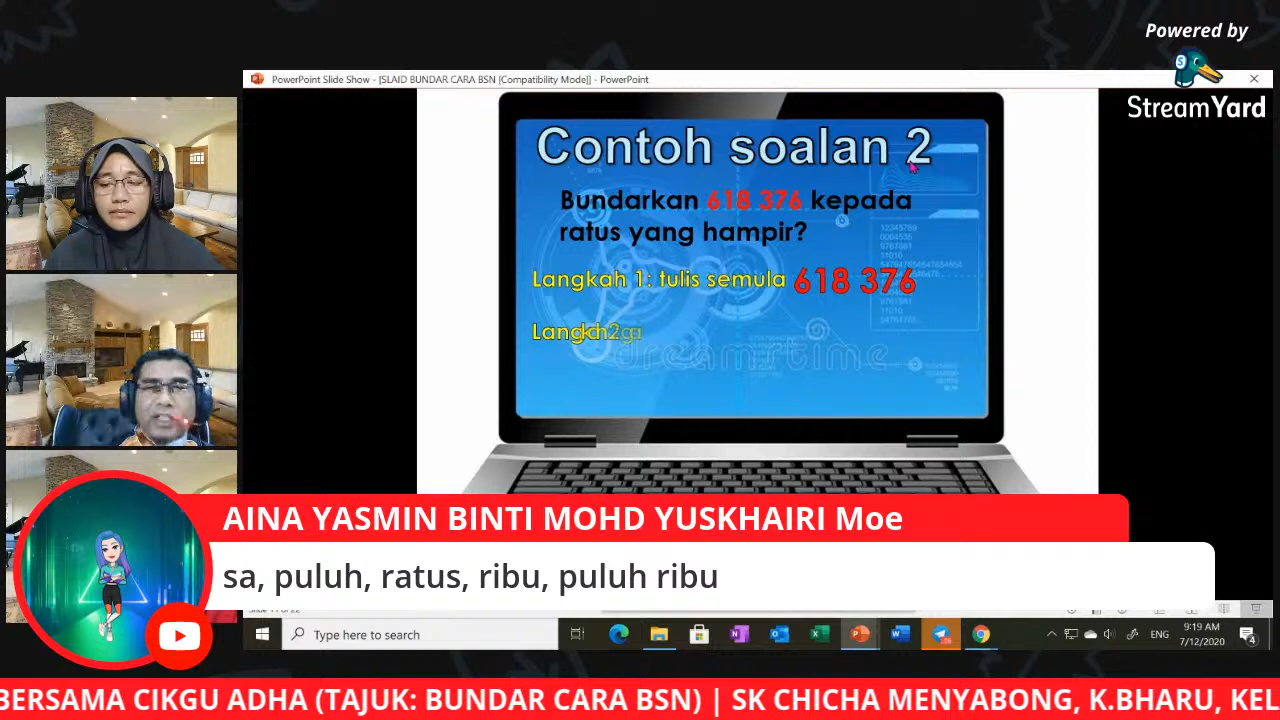 Powered by
StreamYard
PowerPoint Slide Show - [SLAID BUNDAR CARA BSN [Compatibility Mode]] - PowerPoint
Contoh soalan 2
Bundarkan 618 376 kepada
ratus yang hampir?
Langkah 1: tulis semula 618 376
dreamstime
AINA YASMIN BINTI MOHD YUSKHAIRI Moe
sa, puluh, ratus, ribu, puluh ribu
Type here to search
ENG
9:19 AM
7/12/2020
BERSAMA CIKGU ADHA (TAJUK: BUNDAR CARA BSN) | SK CHICHA MENYABONG, K.BHARU, KEL